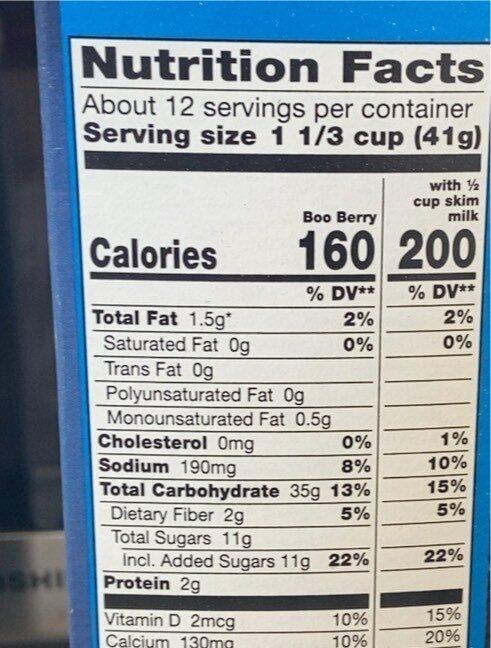 Nutrition Facts
About 12 servings per container
Serving size 1 1/3 cup (41g)
with ½
cup skim
Boo Berry milk
Calories 160 200
% DV** % DV**
Total Fat 1.5g* 2% 2%
Saturated Fat 0g 0% 0%
Trans Fat 0g
Polyunsaturated Fat 0g
Monounsaturated Fat 0.5g
Cholesterol 0mg 0% 1%
Sodium 190mg 8% 10%
Total Carbohydrate 35g 13% 15%
Dietary Fiber 2g 5% 5%
Total Sugars 11g
Incl. Added Sugars 11g 22% 22%
Protein 2g
Vitamin D 2mcg 10% 15%
Calcium 130mg 10% 20%